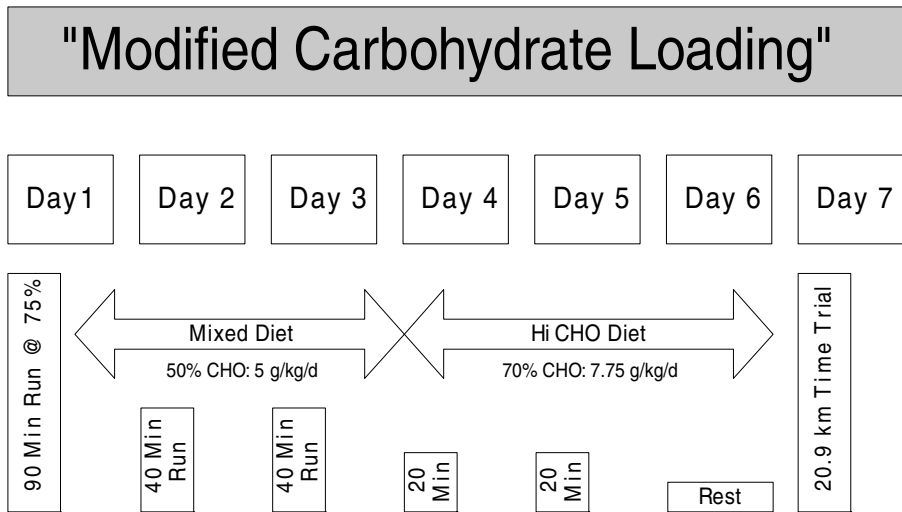 "Modified Carbohydrate Loading"
Day1
Day 2
Day 3
Day 4
Day 5
Day 6
Day 7
90 Min Run @ 75%
Mixed Diet
50% CHO: 5 g/kg/d
Hi CHO Diet
70% CHO: 7.75 g/kg/d
40 Min
Run
40 Min
Run
20
Min
20
Min
Rest
20.9 km Time Trial